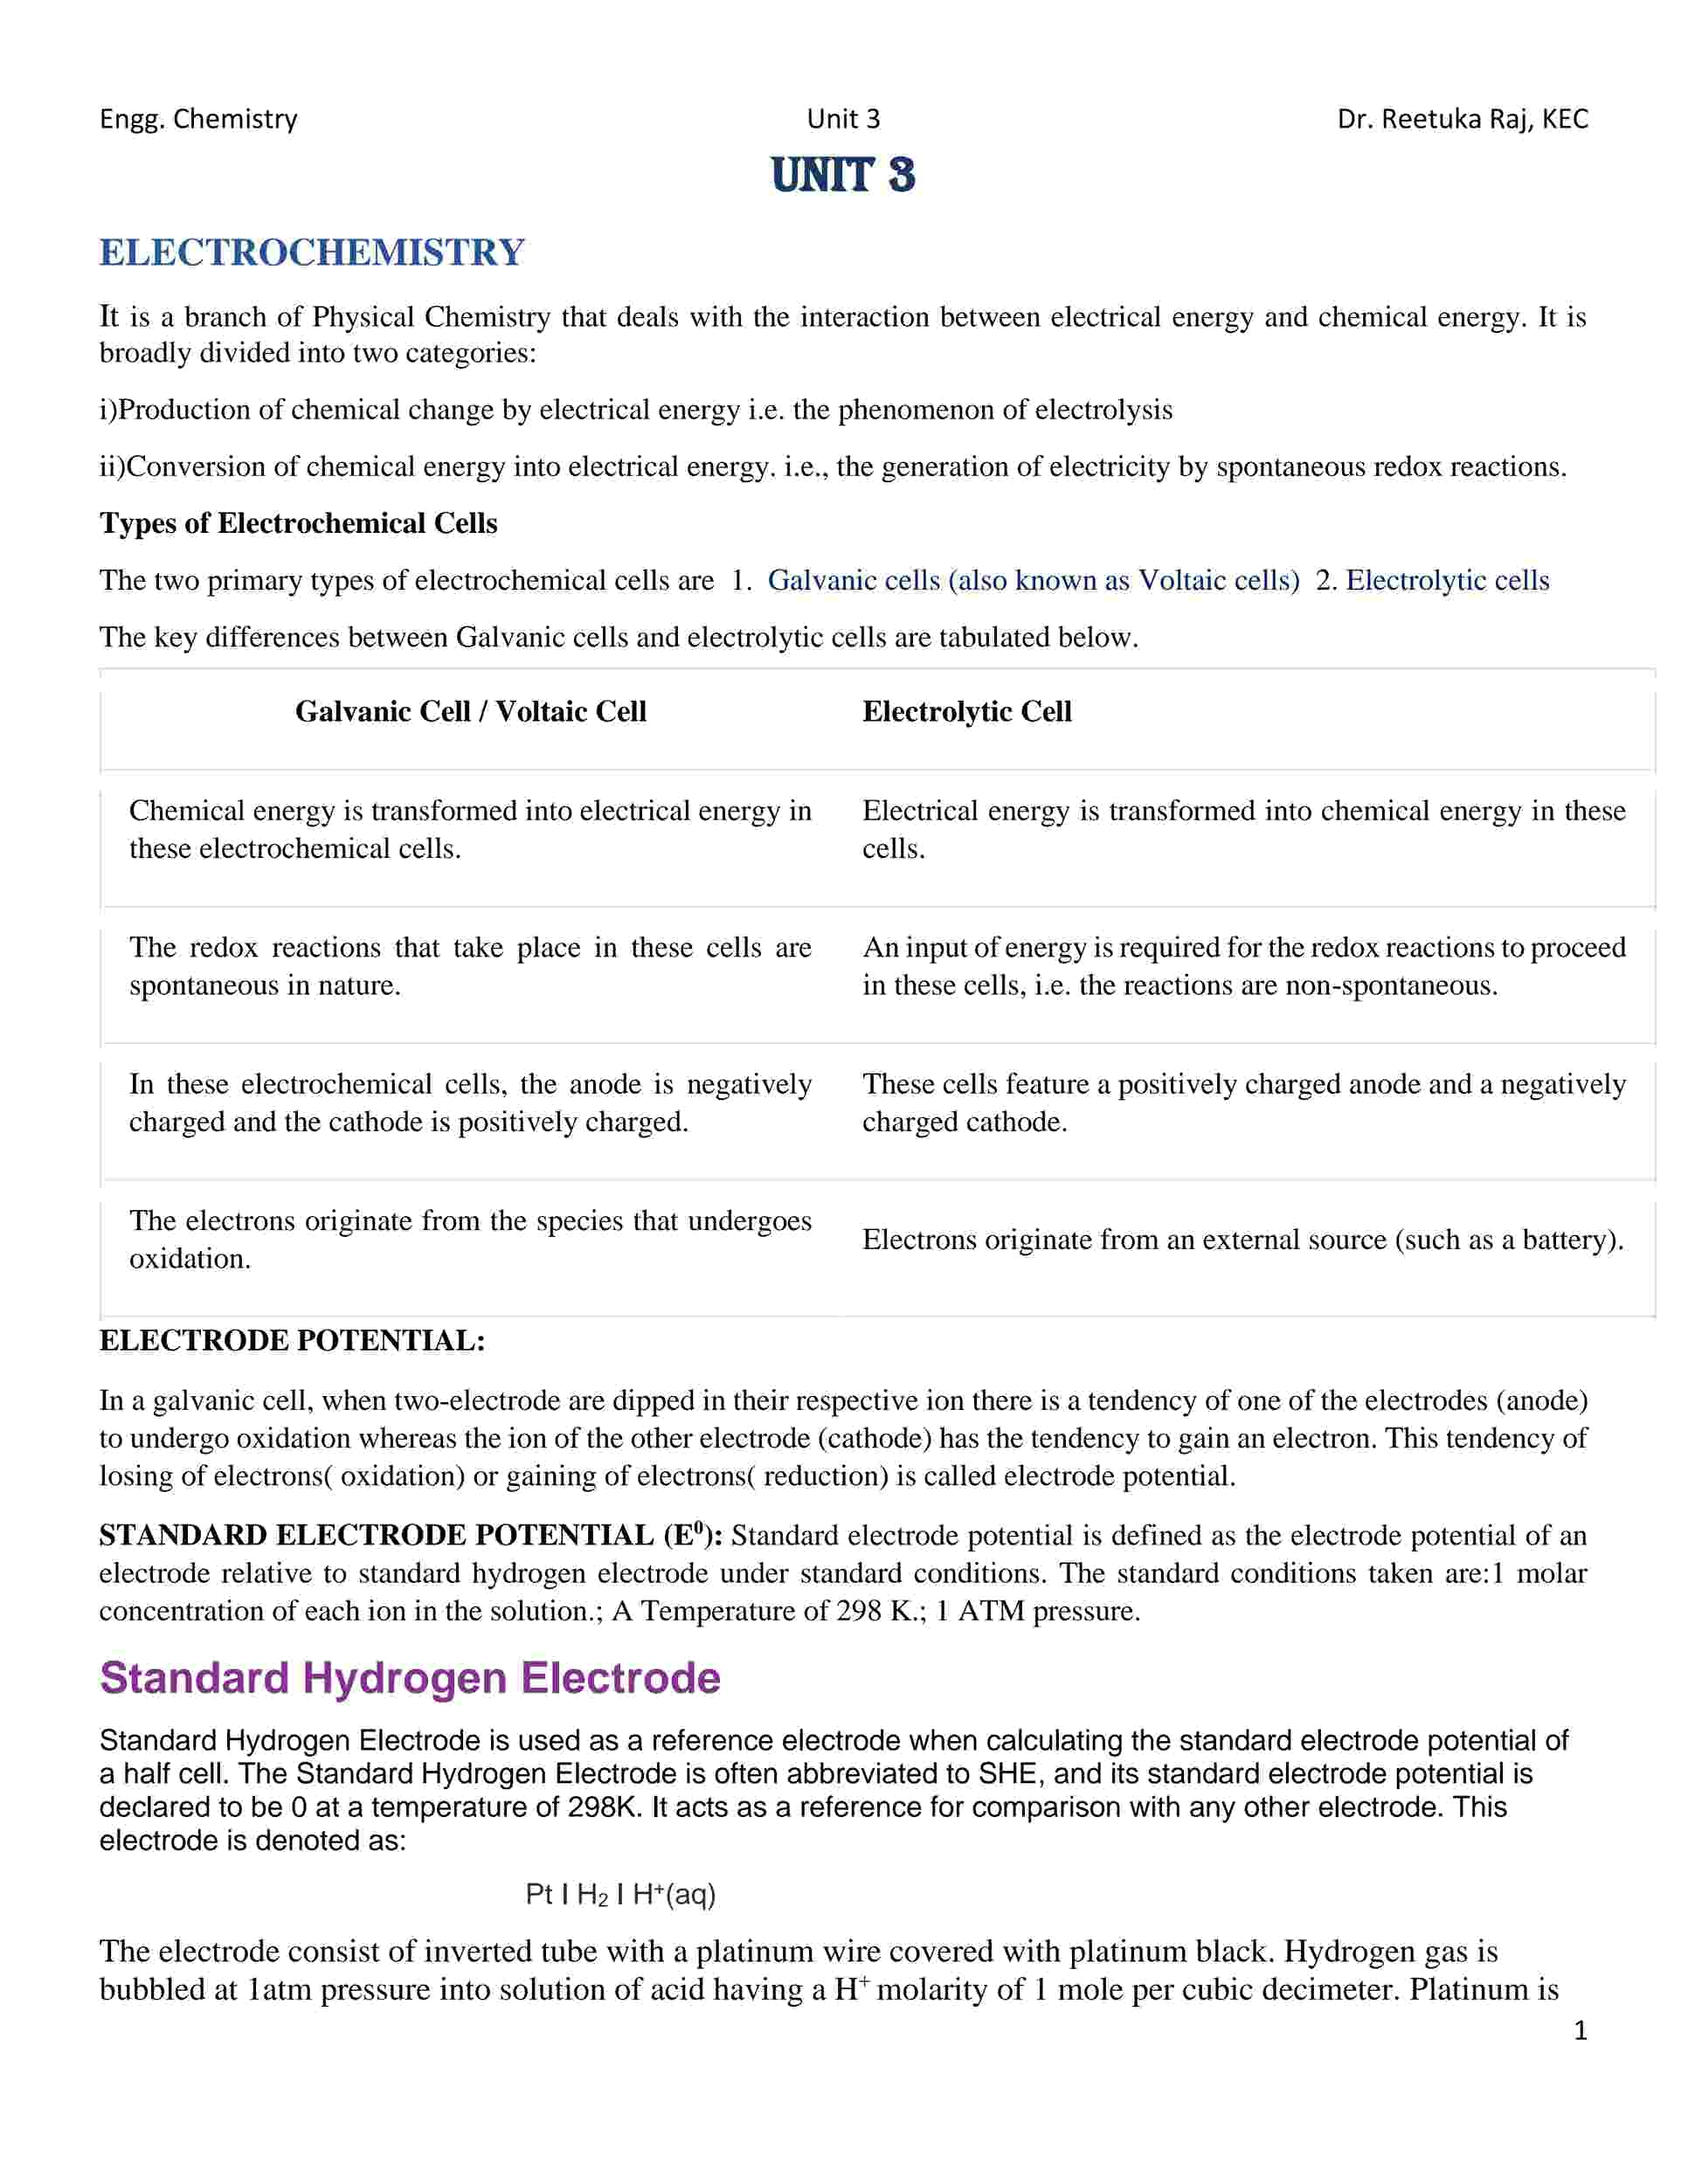 Engg. Chemistry Unit 3 Dr. Reetuka Raj, KEC
UNIT 3
ELECTROCHEMISTRY
It is a branch of Physical Chemistry that deals with the interaction between electrical energy and chemical energy. It is
broadly divided into two categories:
i)Production of chemical change by electrical energy i.e. the phenomenon of electrolysis
ii)Conversion of chemical energy into electrical energy. i.e., the generation of electricity by spontaneous redox reactions.
Types of Electrochemical Cells
The two primary types of electrochemical cells are 1. Galvanic cells (also known as Voltaic cells) 2. Electrolytic cells
The key differences between Galvanic cells and electrolytic cells are tabulated below.
Galvanic Cell / Voltaic Cell
Electrolytic Cell
Chemical energy is transformed into electrical energy in
these electrochemical cells.
Electrical energy is transformed into chemical energy in these
cells.
The redox reactions that take place in these cells are
spontaneous in nature.
An input of energy is required for the redox reactions to proceed
in these cells, i.e. the reactions are non-spontaneous.
In these electrochemical cells, the anode is negatively
charged and the cathode is positively charged.
These cells feature a positively charged anode and a negatively
charged cathode.
The electrons originate from the species that undergoes
oxidation.
Electrons originate from an external source (such as a battery).
ELECTRODE POTENTIAL:
In a galvanic cell, when two-electrode are dipped in their respective ion there is a tendency of one of the electrodes (anode)
to undergo oxidation whereas the ion of the other electrode (cathode) has the tendency to gain an electron. This tendency of
losing of electrons( oxidation) or gaining of electrons( reduction) is called electrode potential.
STANDARD ELECTRODE POTENTIAL (E⁰): Standard electrode potential is defined as the electrode potential of an
electrode relative to standard hydrogen electrode under standard conditions. The standard conditions taken are:1 molar
concentration of each ion in the solution.; A Temperature of 298 K.; 1 ATM pressure.
Standard Hydrogen Electrode
Standard Hydrogen Electrode is used as a reference electrode when calculating the standard electrode potential of
a half cell. The Standard Hydrogen Electrode is often abbreviated to SHE, and its standard electrode potential is
declared to be 0 at a temperature of 298K. It acts as a reference for comparison with any other electrode. This
electrode is denoted as:
Pt I H₂ I H⁺(aq)
The electrode consist of inverted tube with a platinum wire covered with platinum black. Hydrogen gas is
bubbled at 1atm pressure into solution of acid having a H⁺ molarity of 1 mole per cubic decimeter. Platinum is
1